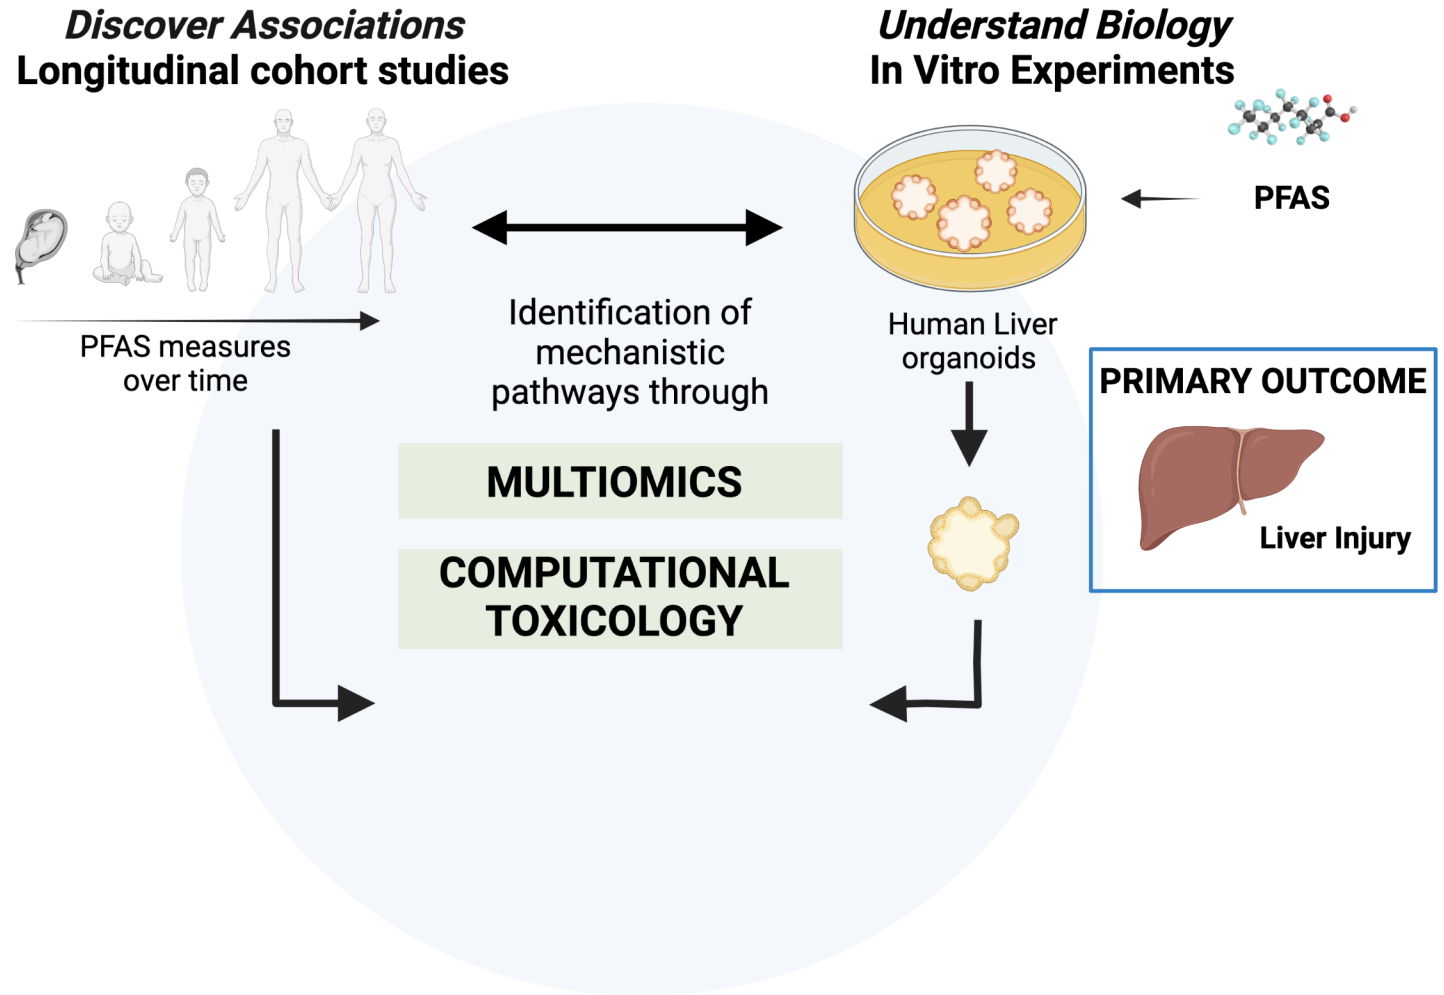 Discover Associations
Longitudinal cohort studies
Understand Biology
In Vitro Experiments
PFAS
PFAS measures
over time
Identification of
mechanistic
pathways through
Human Liver
organoids
MULTIOMICS
COMPUTATIONAL
TOXICOLOGY
PRIMARY OUTCOME
Liver Injury